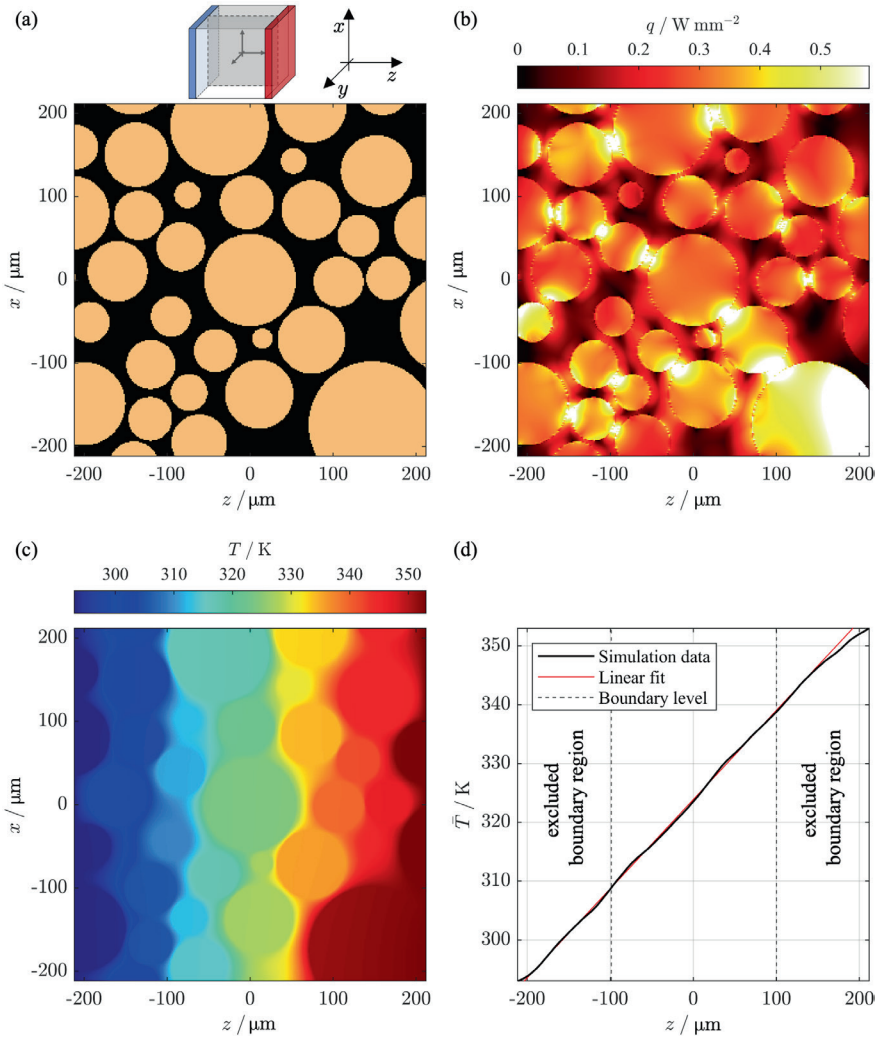 (a)
x
y
z
200
100
0
-100
-200
x / μm
-200
-100
0
100
200
z / μm
(b)
q / W mm−2
0
0.1
0.2
0.3
0.4
0.5
200
100
0
-100
-200
x / μm
-200
-100
0
100
200
z / μm
(c)
T / K
300
310
320
330
340
350
200
100
0
-100
-200
x / μm
-200
-100
0
100
200
z / μm
(d)
350
340
330
320
310
300
T̄ / K
Simulation data
Linear fit
Boundary level
excluded
boundary region
excluded
boundary region
-200
-100
0
100
200
z / μm